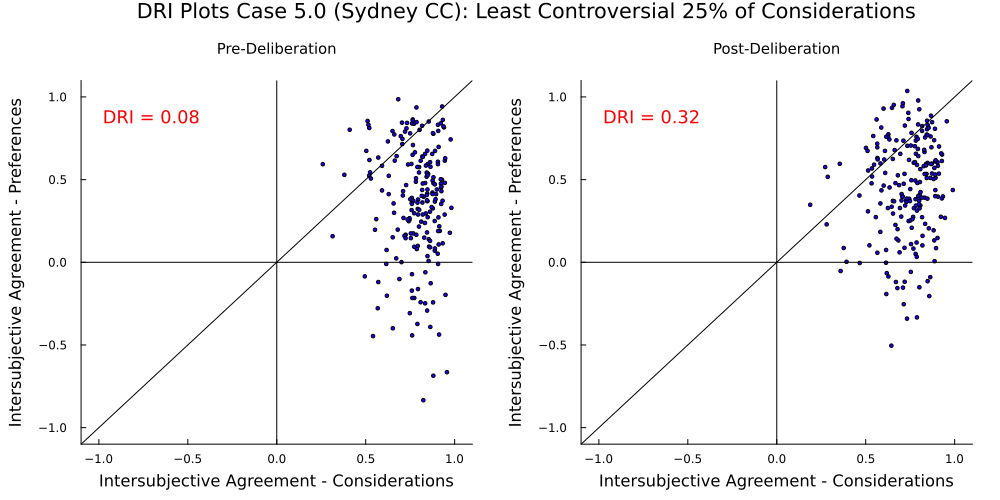 DRI Plots Case 5.0 (Sydney CC): Least Controversial 25% of Considerations
Pre-Deliberation
DRI = 0.08
Intersubjective Agreement - Preferences
1.0
0.5
0.0
−0.5
−1.0
−1.0 −0.5 0.0 0.5 1.0
Intersubjective Agreement - Considerations
Post-Deliberation
DRI = 0.32
Intersubjective Agreement - Preferences
1.0
0.5
0.0
−0.5
−1.0
−1.0 −0.5 0.0 0.5 1.0
Intersubjective Agreement - Considerations